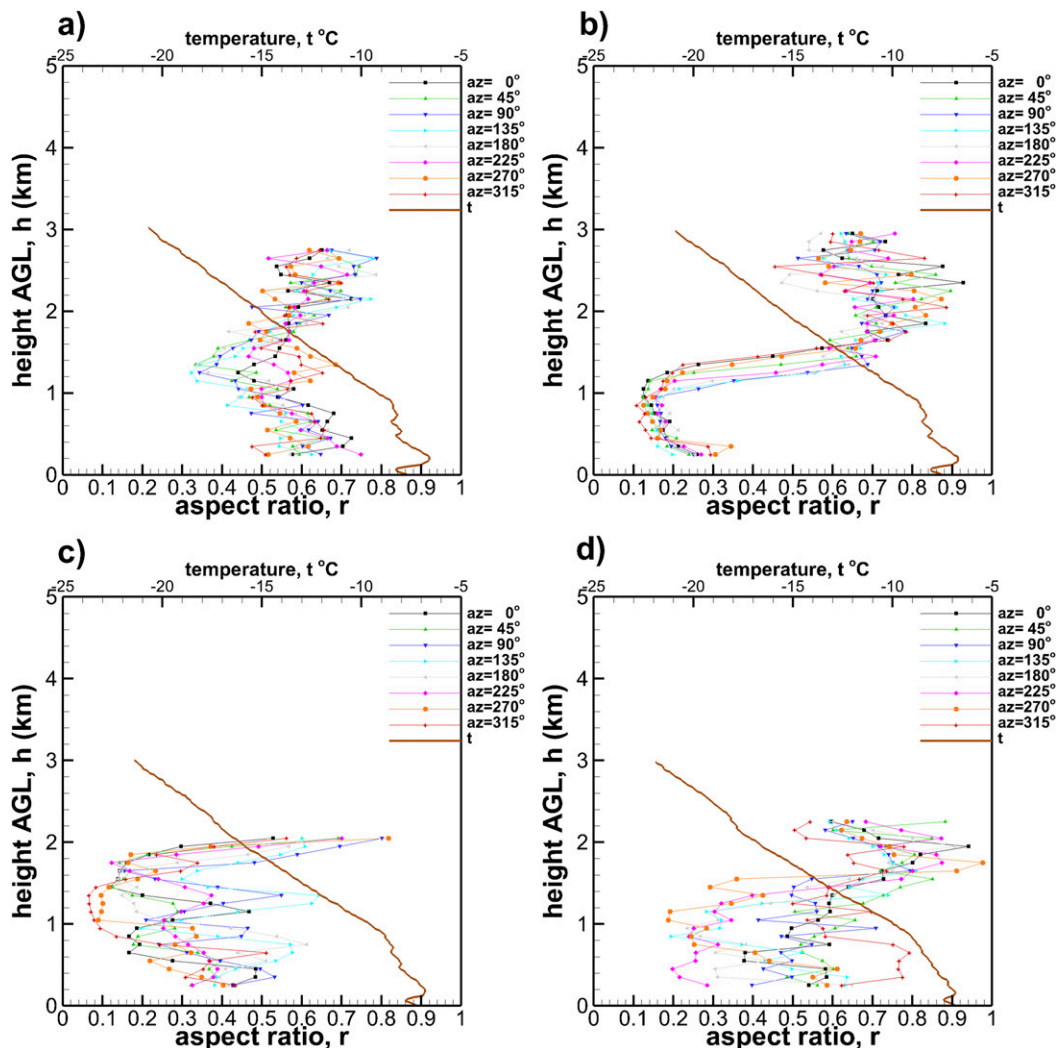 a)
temperature, t °C
-25 -20 -15 -10 -5
5
4
3
2
1
0
height AGL, h (km)
az= 0°
az= 45°
az= 90°
az=135°
az=180°
az=225°
az=270°
az=315°
t
0 0.1 0.2 0.3 0.4 0.5 0.6 0.7 0.8 0.9 1
aspect ratio, r
b)
temperature, t °C
-25 -20 -15 -10 -5
5
4
3
2
1
0
height AGL, h (km)
az= 0°
az= 45°
az= 90°
az=135°
az=180°
az=225°
az=270°
az=315°
t
0 0.1 0.2 0.3 0.4 0.5 0.6 0.7 0.8 0.9 1
aspect ratio, r
c)
temperature, t °C
-25 -20 -15 -10 -5
5
4
3
2
1
0
height AGL, h (km)
az= 0°
az= 45°
az= 90°
az=135°
az=180°
az=225°
az=270°
az=315°
t
0 0.1 0.2 0.3 0.4 0.5 0.6 0.7 0.8 0.9 1
aspect ratio, r
d)
temperature, t °C
-25 -20 -15 -10 -5
5
4
3
2
1
0
height AGL, h (km)
az= 0°
az= 45°
az= 90°
az=135°
az=180°
az=225°
az=270°
az=315°
t
0 0.1 0.2 0.3 0.4 0.5 0.6 0.7 0.8 0.9 1
aspect ratio, r